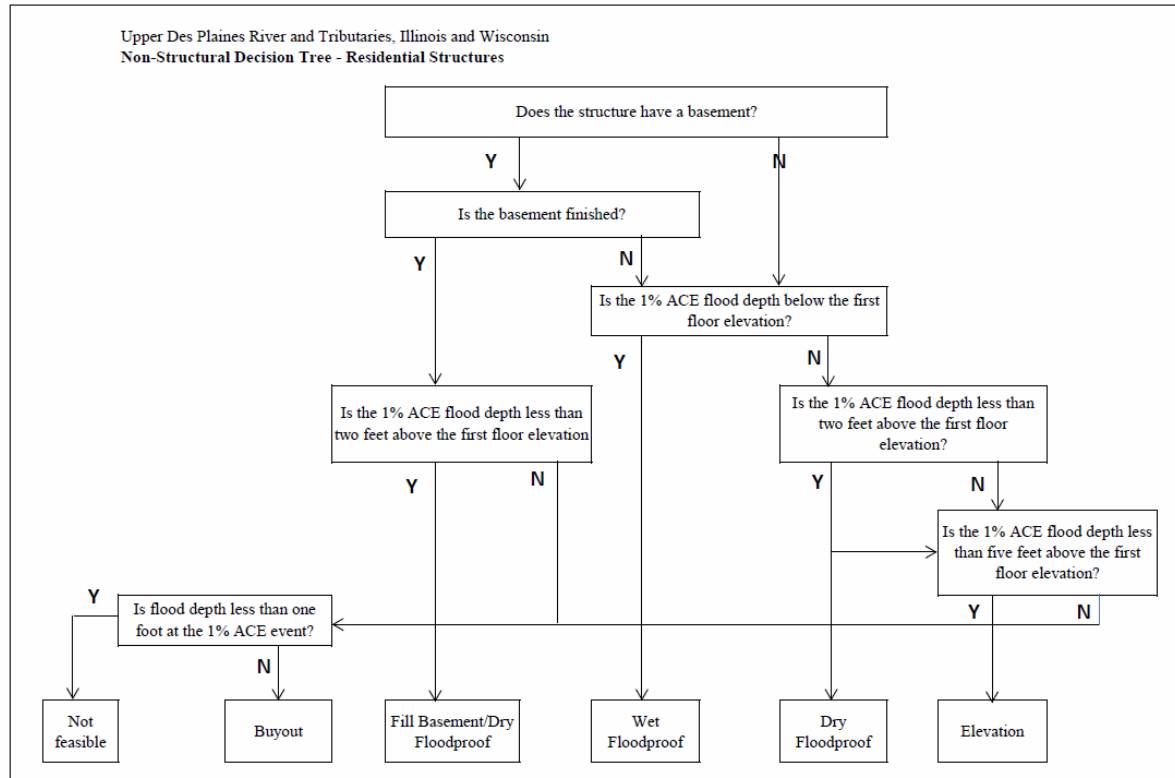 Upper Des Plaines River and Tributaries, Illinois and Wisconsin
Non-Structural Decision Tree - Residential Structures
Does the structure have a basement?
Y
N
Is the basement finished?
Y
N
Is the 1% ACE flood depth below the first
floor elevation?
Y
N
Is the 1% ACE flood depth less than
two feet above the first floor elevation
Is the 1% ACE flood depth less than
two feet above the first floor
elevation?
Y
N
Y
N
Is the 1% ACE flood depth less
than five feet above the first
floor elevation?
Y
Is flood depth less than one
foot at the 1% ACE event?
Y
N
N
Not
feasible
Buyout
Fill Basement/Dry
Floodproof
Wet
Floodproof
Dry
Floodproof
Elevation